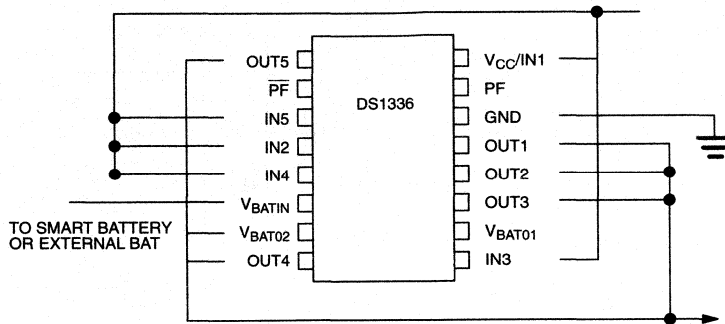 OUT5
PF
IN5
IN2
IN4
VBATIN
VBAT02
OUT4
TO SMART BATTERY
OR EXTERNAL BAT
DS1336
VCC/IN1
PF
GND
OUT1
OUT2
OUT3
VBAT01
IN3